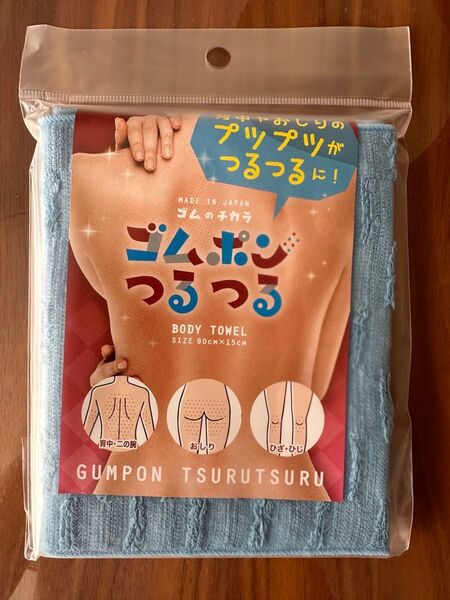 背中やおしりの
プツプツが
つるつるに!
MADE IN JAPAN
ゴムのチカラ
ゴムポン
つるつる
BODY TOWEL
SIZE 90CM×15CM
背中・二の腕
おしり
ひざ・ひじ
GUMPON TSURUTSURU